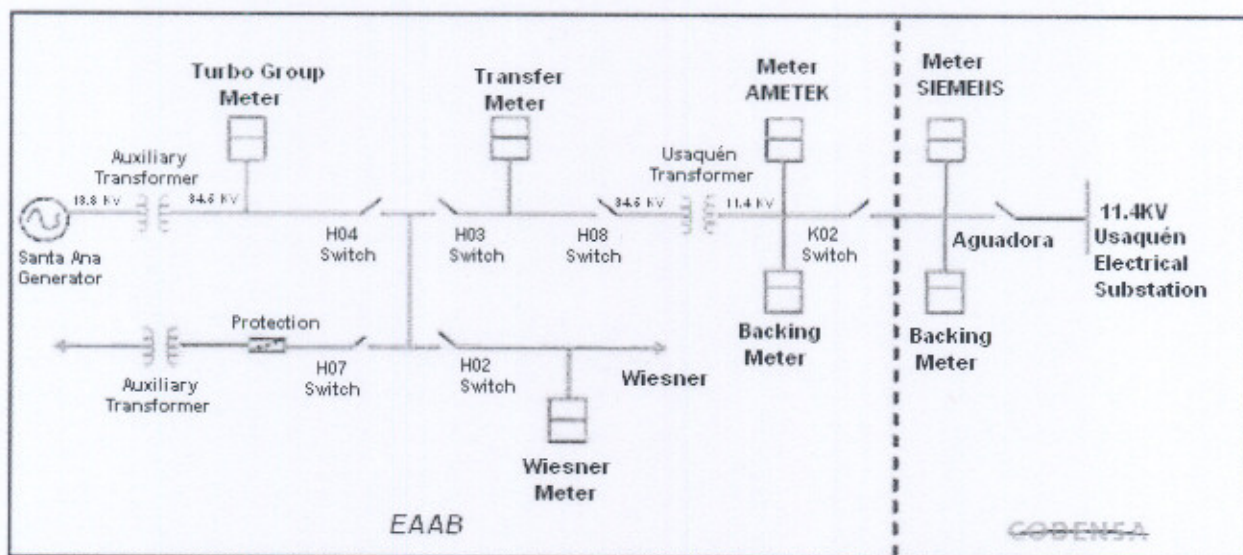 Turbo Group
Meter
Transfer
Meter
Meter
AMETEK
Meter
SIEMENS
Auxiliary
Transformer
Usaquén
Transformer
13.8 KV
34.5 KV
34.5 KV
11.4 KV
Santa Ana
Generator
H04
Switch
H03
Switch
H08
Switch
K02
Switch
Aguadora
11.4KV
Usaquén
Electrical
Substation
Protection
Auxiliary
Transformer
H07
Switch
H02
Switch
Wiesner
Backing
Meter
Backing
Meter
Wiesner
Meter
EAAB
CODENSA